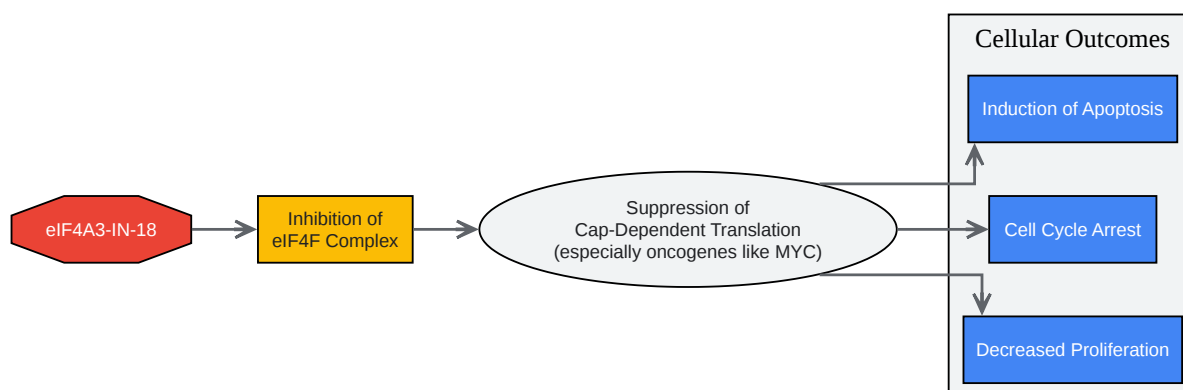 Cellular Outcomes
Induction of Apoptosis
eIF4A3-IN-18
Inhibition of
eIF4F Complex
Suppression of
Cap-Dependent Translation
(especially oncogenes like MYC)
Cell Cycle Arrest
Decreased Proliferation